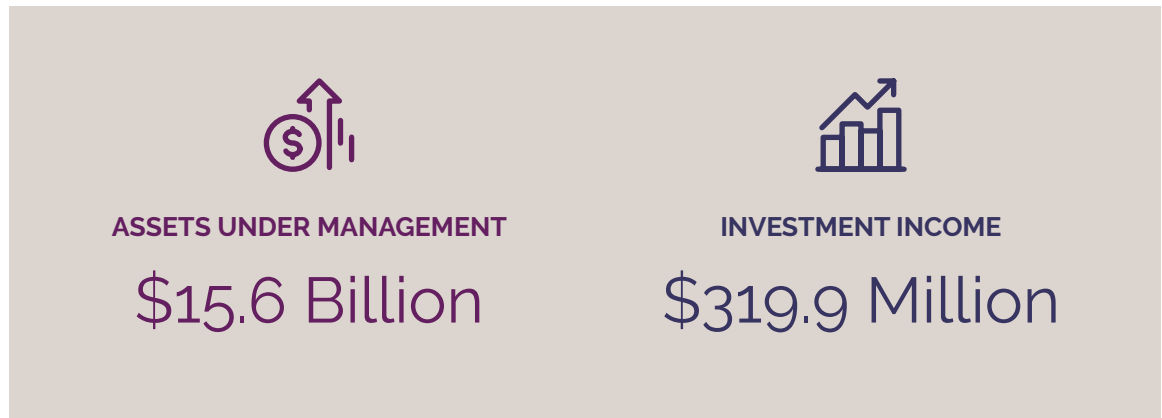 ASSETS UNDER MANAGEMENT
$15.6 Billion
INVESTMENT INCOME
$319.9 Million